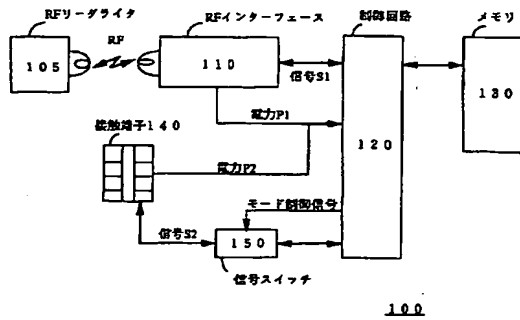 RFリーダライタ
RF
RFインターフェース
制御回路
メモリ
105
110
信号S1
120
130
電力P1
接触端子140
電力P2
モード制御信号
信号S2
150
信号スイッチ
100